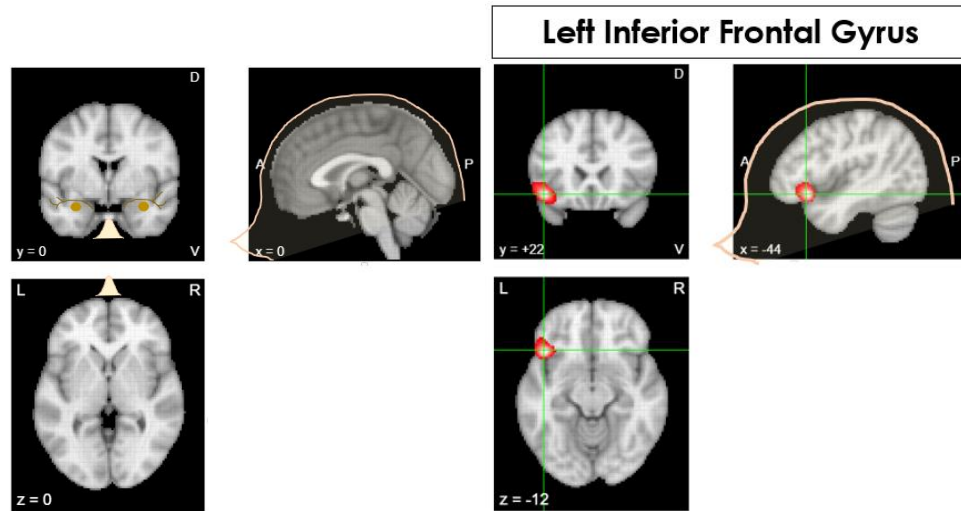 Left Inferior Frontal Gyrus
D
y = 0
V
A
P
x = 0
D
y = +22
V
A
P
x = -44
L
R
z = 0
L
R
z = -12